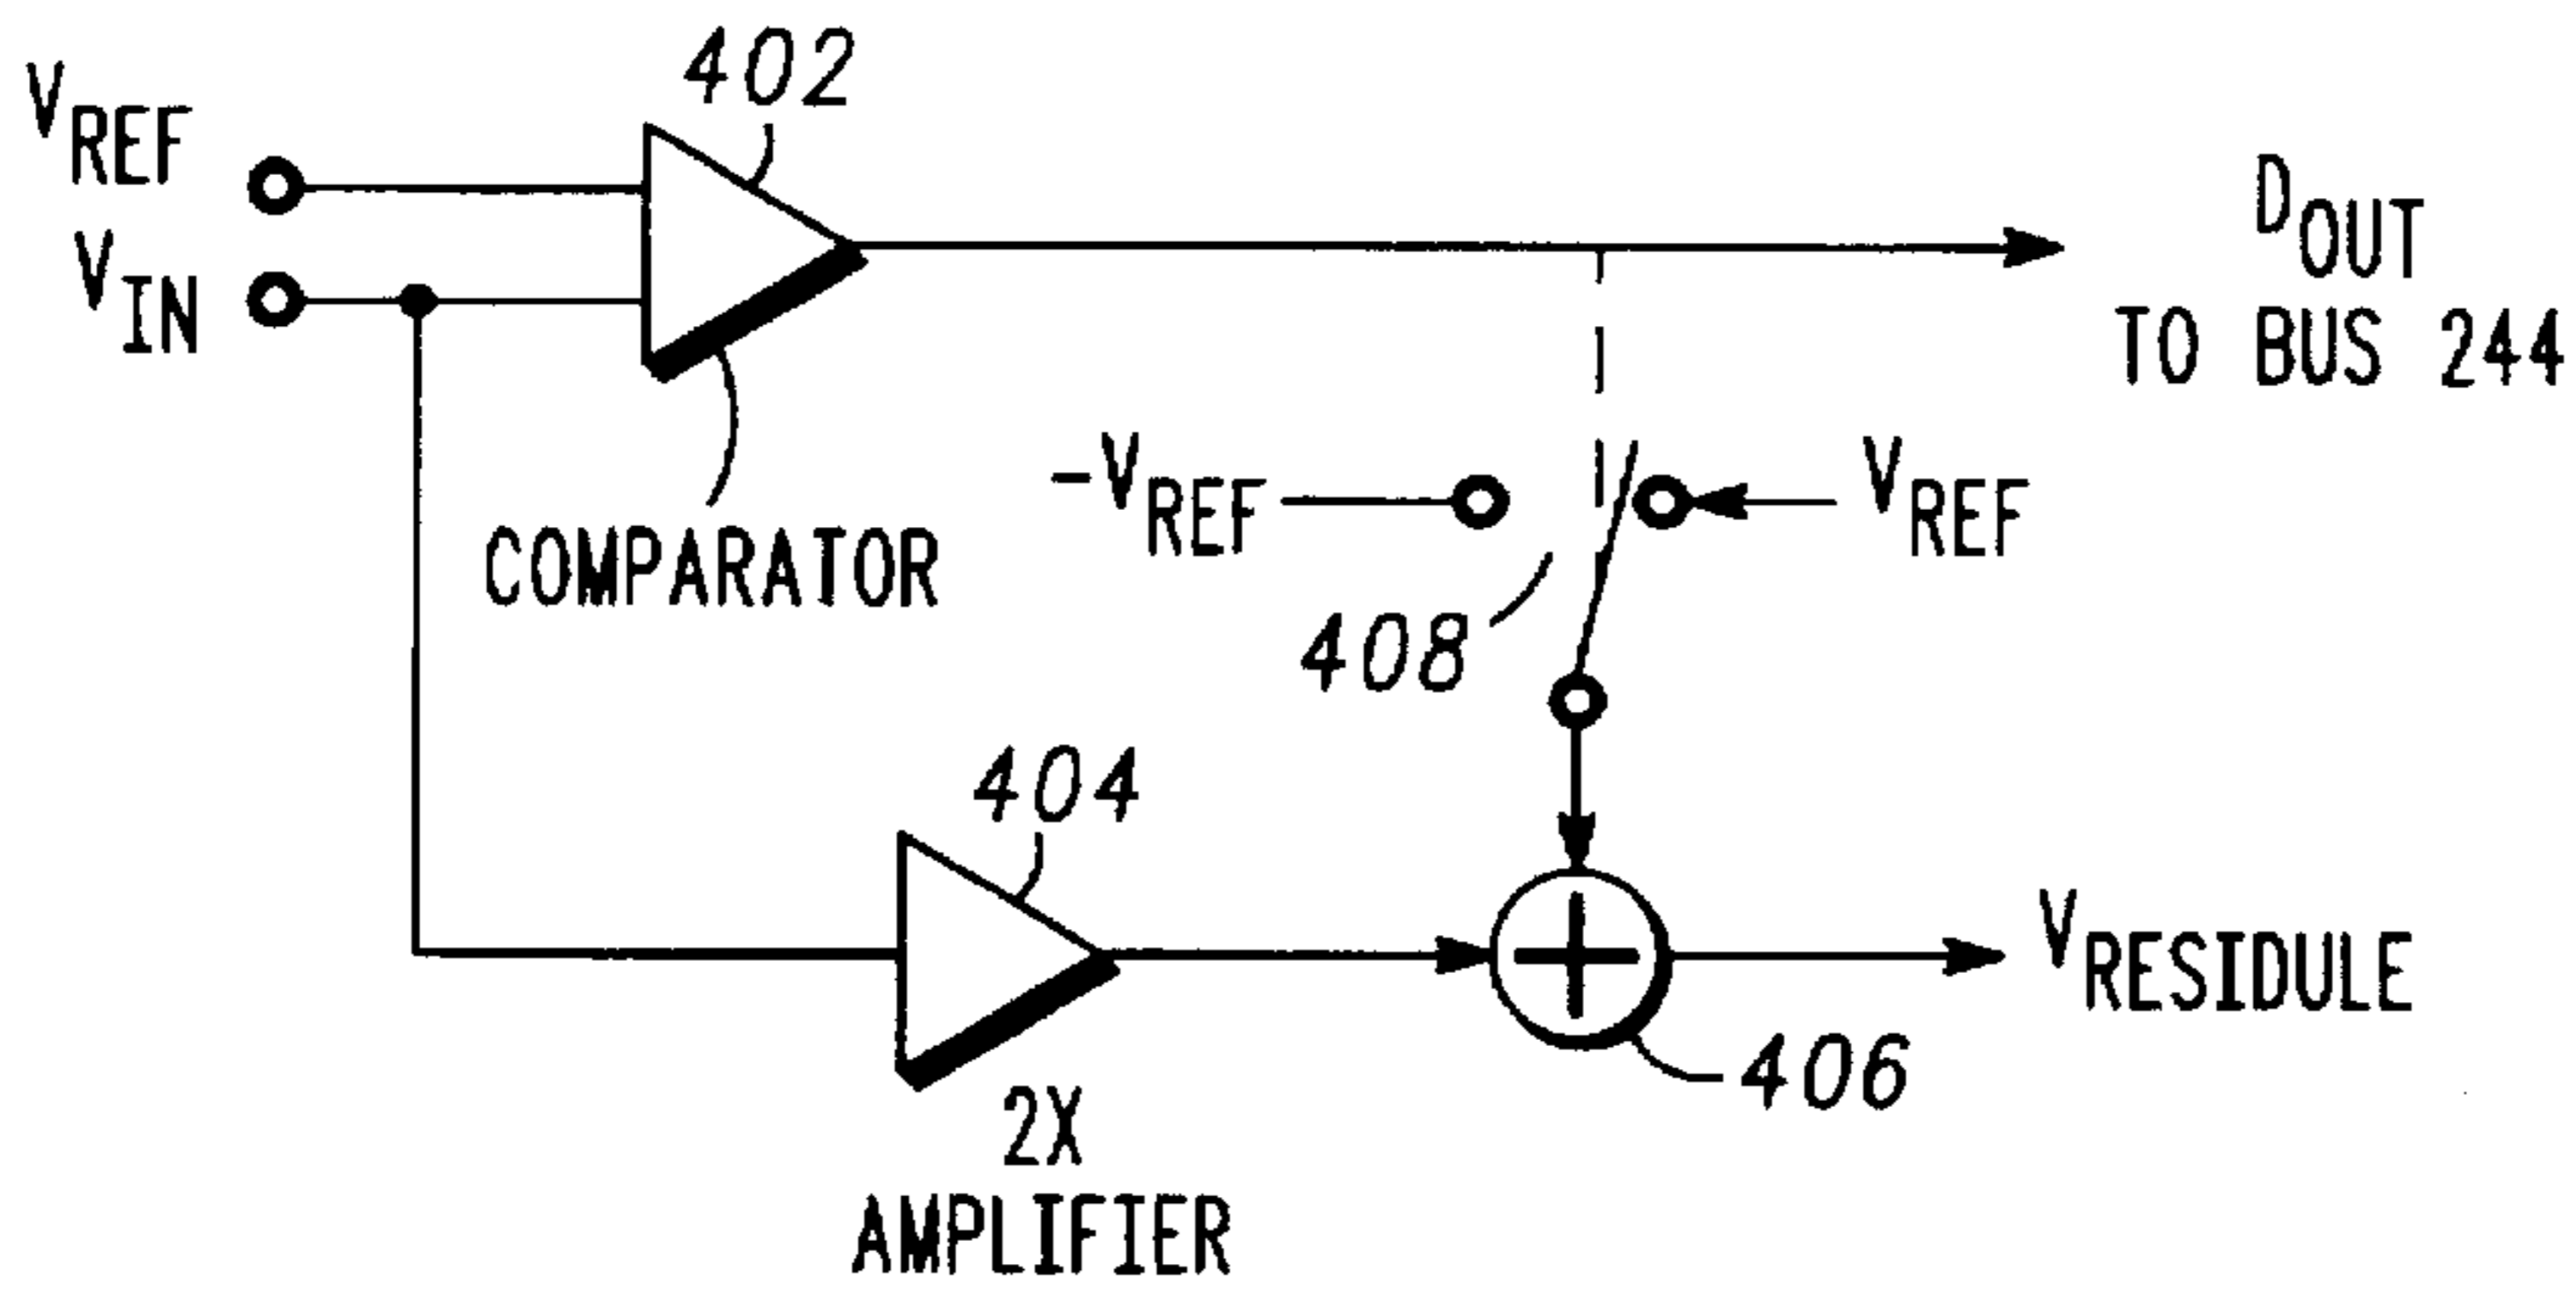 402
VREF
VIN
DOUT
TO BUS 244
COMPARATOR
-VREF
VREF
408
404
2X
AMPLIFIER
VRESIDULE
406